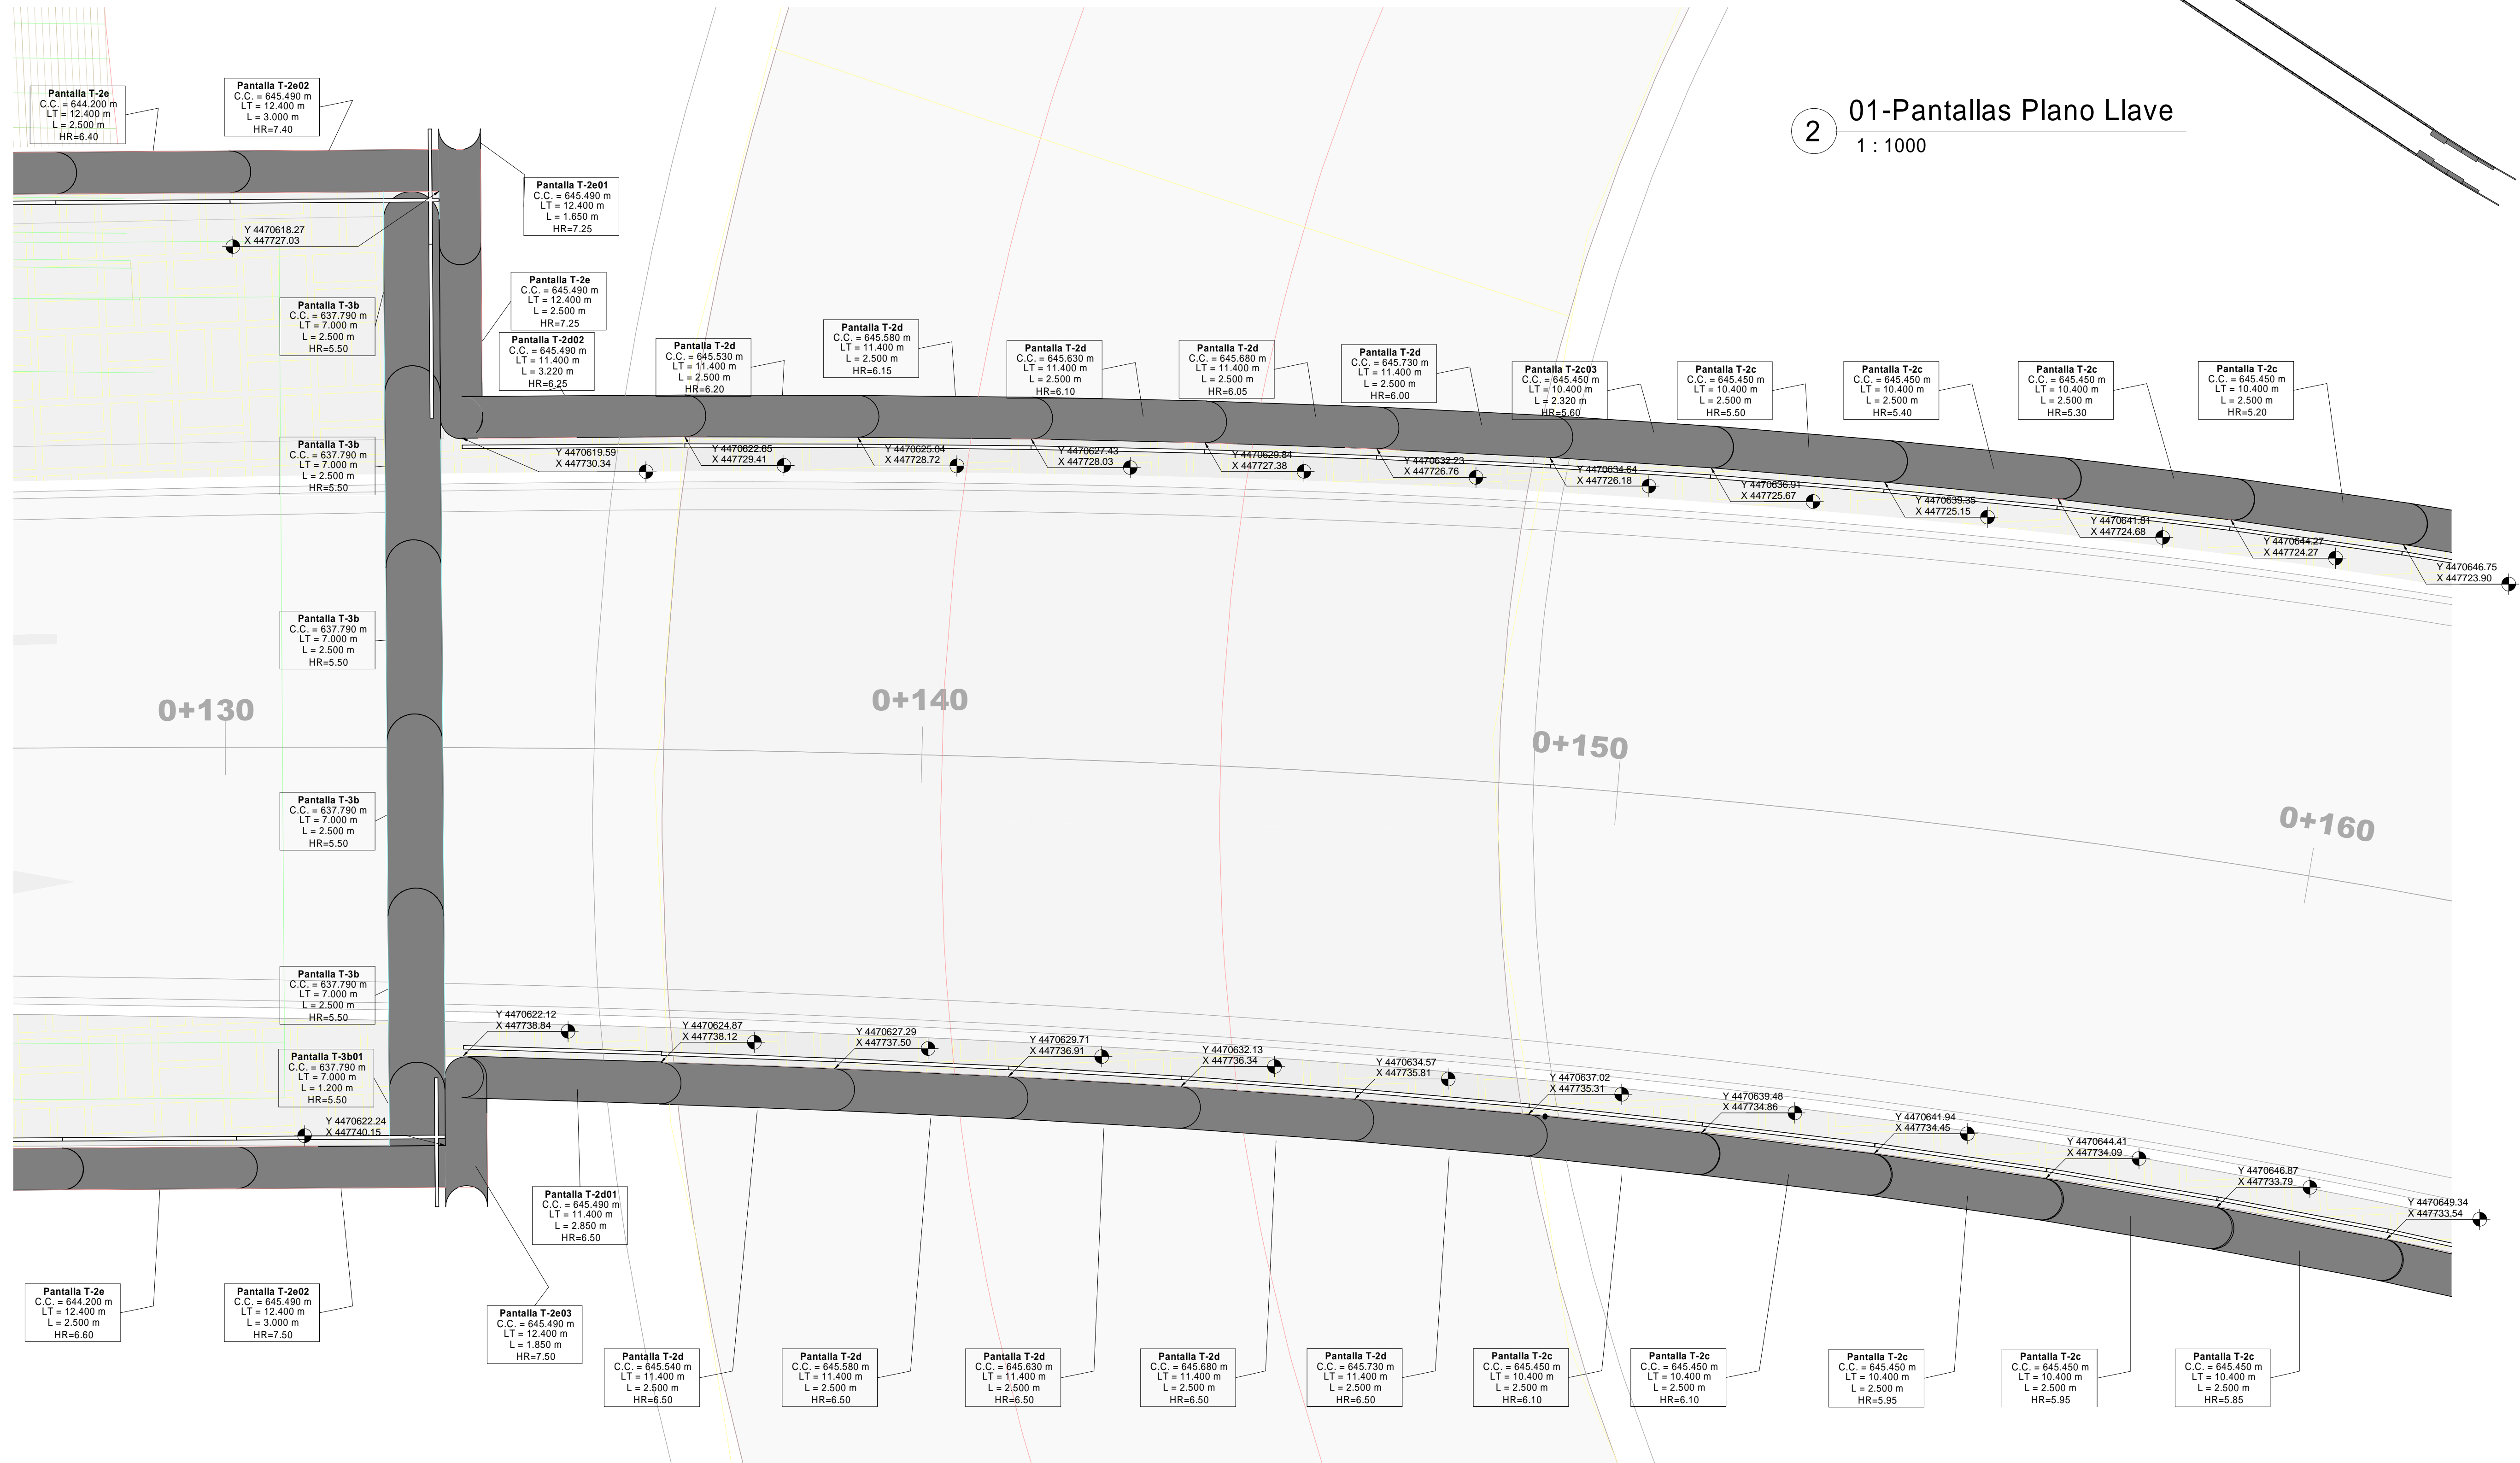 2
01-Pantallas Plano Llave
1 : 1000
Pantalla T-2e
C.C. = 644.200 m
LT = 12.400 m
L = 2.500 m
HR=6.40
Pantalla T-2e02
C.C. = 645.490 m
LT = 12.400 m
L = 3.000 m
HR=7.40
Pantalla T-2e01
C.C. = 645.490 m
LT = 12.400 m
L = 1.650 m
HR=7.25
Y 4470618.27
X 447727.03
Pantalla T-2e
C.C. = 645.490 m
LT = 12.400 m
L = 2.500 m
HR=7.25
Pantalla T-3b
C.C. = 637.790 m
LT = 7.000 m
L = 2.500 m
HR=5.50
Pantalla T-2d02
C.C. = 645.490 m
LT = 11.400 m
L = 3.220 m
HR=6.25
Pantalla T-2d
C.C. = 645.530 m
LT = 11.400 m
L = 2.500 m
HR=6.20
Pantalla T-2d
C.C. = 645.580 m
LT = 11.400 m
L = 2.500 m
HR=6.15
Pantalla T-2d
C.C. = 645.630 m
LT = 11.400 m
L = 2.500 m
HR=6.10
Pantalla T-2d
C.C. = 645.680 m
LT = 11.400 m
L = 2.500 m
HR=6.05
Pantalla T-2d
C.C. = 645.730 m
LT = 11.400 m
L = 2.500 m
HR=6.00
Pantalla T-2c03
C.C. = 645.450 m
LT = 10.400 m
L = 2.320 m
HR=5.60
Pantalla T-2c
C.C. = 645.450 m
LT = 10.400 m
L = 2.500 m
HR=5.50
Pantalla T-2c
C.C. = 645.450 m
LT = 10.400 m
L = 2.500 m
HR=5.40
Pantalla T-2c
C.C. = 645.450 m
LT = 10.400 m
L = 2.500 m
HR=5.30
Pantalla T-2c
C.C. = 645.450 m
LT = 10.400 m
L = 2.500 m
HR=5.20
Pantalla T-3b
C.C. = 637.790 m
LT = 7.000 m
L = 2.500 m
HR=5.50
Y 4470619.59
X 447730.34
Y 4470622.65
X 447729.41
Y 4470625.04
X 447728.72
Y 4470627.43
X 447728.03
Y 4470629.84
X 447727.38
Y 4470632.23
X 447726.76
Y 4470634.64
X 447726.18
Y 4470636.91
X 447725.67
Y 4470639.35
X 447725.15
Y 4470641.81
X 447724.68
Y 4470644.27
X 447724.27
Y 4470646.75
X 447723.90
Pantalla T-3b
C.C. = 637.790 m
LT = 7.000 m
L = 2.500 m
HR=5.50
0+130
0+140
0+150
0+160
Pantalla T-3b
C.C. = 637.790 m
LT = 7.000 m
L = 2.500 m
HR=5.50
Pantalla T-3b
C.C. = 637.790 m
LT = 7.000 m
L = 2.500 m
HR=5.50
Pantalla T-3b01
C.C. = 637.790 m
LT = 7.000 m
L = 1.200 m
HR=5.50
Y 4470622.24
X 447740.15
Y 4470622.12
X 447738.84
Y 4470624.87
X 447738.12
Y 4470627.29
X 447737.50
Y 4470629.71
X 447736.91
Y 4470632.13
X 447736.34
Y 4470634.57
X 447735.81
Y 4470637.02
X 447735.31
Y 4470639.48
X 447734.86
Y 4470641.94
X 447734.45
Y 4470644.41
X 447734.09
Y 4470646.87
X 447733.79
Y 4470649.34
X 447733.54
Pantalla T-2d01
C.C. = 645.490 m
LT = 11.400 m
L = 2.850 m
HR=6.50
Pantalla T-2e
C.C. = 644.200 m
LT = 12.400 m
L = 2.500 m
HR=6.60
Pantalla T-2e02
C.C. = 645.490 m
LT = 12.400 m
L = 3.000 m
HR=7.50
Pantalla T-2e03
C.C. = 645.490 m
LT = 12.400 m
L = 1.850 m
HR=7.50
Pantalla T-2d
C.C. = 645.540 m
LT = 11.400 m
L = 2.500 m
HR=6.50
Pantalla T-2d
C.C. = 645.580 m
LT = 11.400 m
L = 2.500 m
HR=6.50
Pantalla T-2d
C.C. = 645.630 m
LT = 11.400 m
L = 2.500 m
HR=6.50
Pantalla T-2d
C.C. = 645.680 m
LT = 11.400 m
L = 2.500 m
HR=6.50
Pantalla T-2d
C.C. = 645.730 m
LT = 11.400 m
L = 2.500 m
HR=6.50
Pantalla T-2c
C.C. = 645.450 m
LT = 10.400 m
L = 2.500 m
HR=6.10
Pantalla T-2c
C.C. = 645.450 m
LT = 10.400 m
L = 2.500 m
HR=6.10
Pantalla T-2c
C.C. = 645.450 m
LT = 10.400 m
L = 2.500 m
HR=5.95
Pantalla T-2c
C.C. = 645.450 m
LT = 10.400 m
L = 2.500 m
HR=5.95
Pantalla T-2c
C.C. = 645.450 m
LT = 10.400 m
L = 2.500 m
HR=5.85